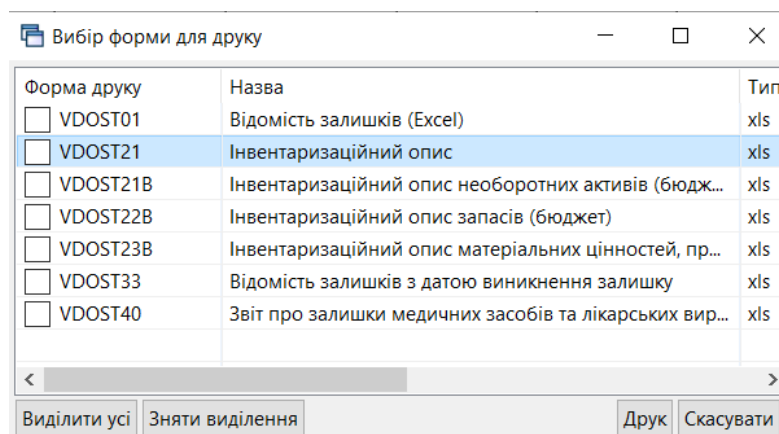 Вибір форми для друку
Форма друку Назва Тип
VDOST01 Відомість залишків (Excel) xls
VDOST21 Інвентаризаційний опис xls
VDOST21B Інвентаризаційний опис необоротних активів (бюдж... xls
VDOST22B Інвентаризаційний опис запасів (бюджет) xls
VDOST23B Інвентаризаційний опис матеріальних цінностей, пр... xls
VDOST33 Відомість залишків з датою виникнення залишку xls
VDOST40 Звіт про залишки медичних засобів та лікарських вир... xls
Виділити усі Зняти виділення Друк Скасувати